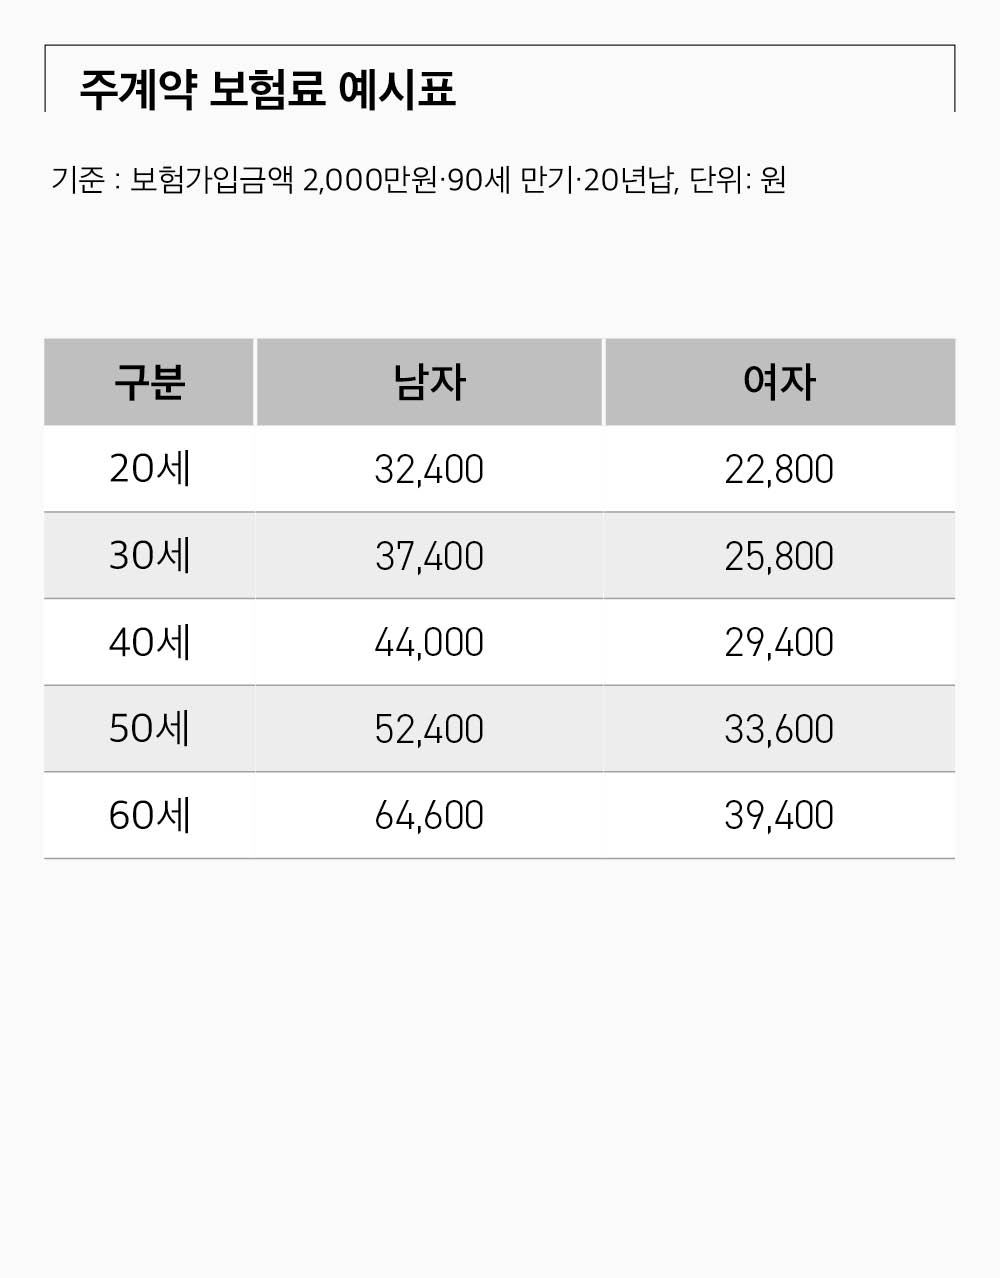 주계약 보험료 예시표
기준 : 보험가입금액 2,000만원·90세 만기·20년납, 단위: 원
구분 남자 여자
20세 32,400 22,800
30세 37,400 25,800
40세 44,000 29,400
50세 52,400 33,600
60세 64,600 39,400